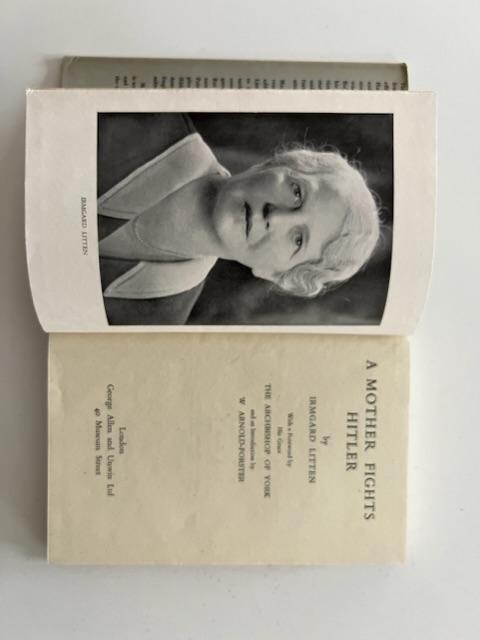 IRMGARD LITTEN
A MOTHER FIGHTS
HITLER
by
IRMGARD LITTEN
With a Foreword by
His Grace
THE ARCHBISHOP OF YORK
and an Introduction by
W ARNOLD-FORSTER
London
George Allen and Unwin Ltd
40 Museum Street